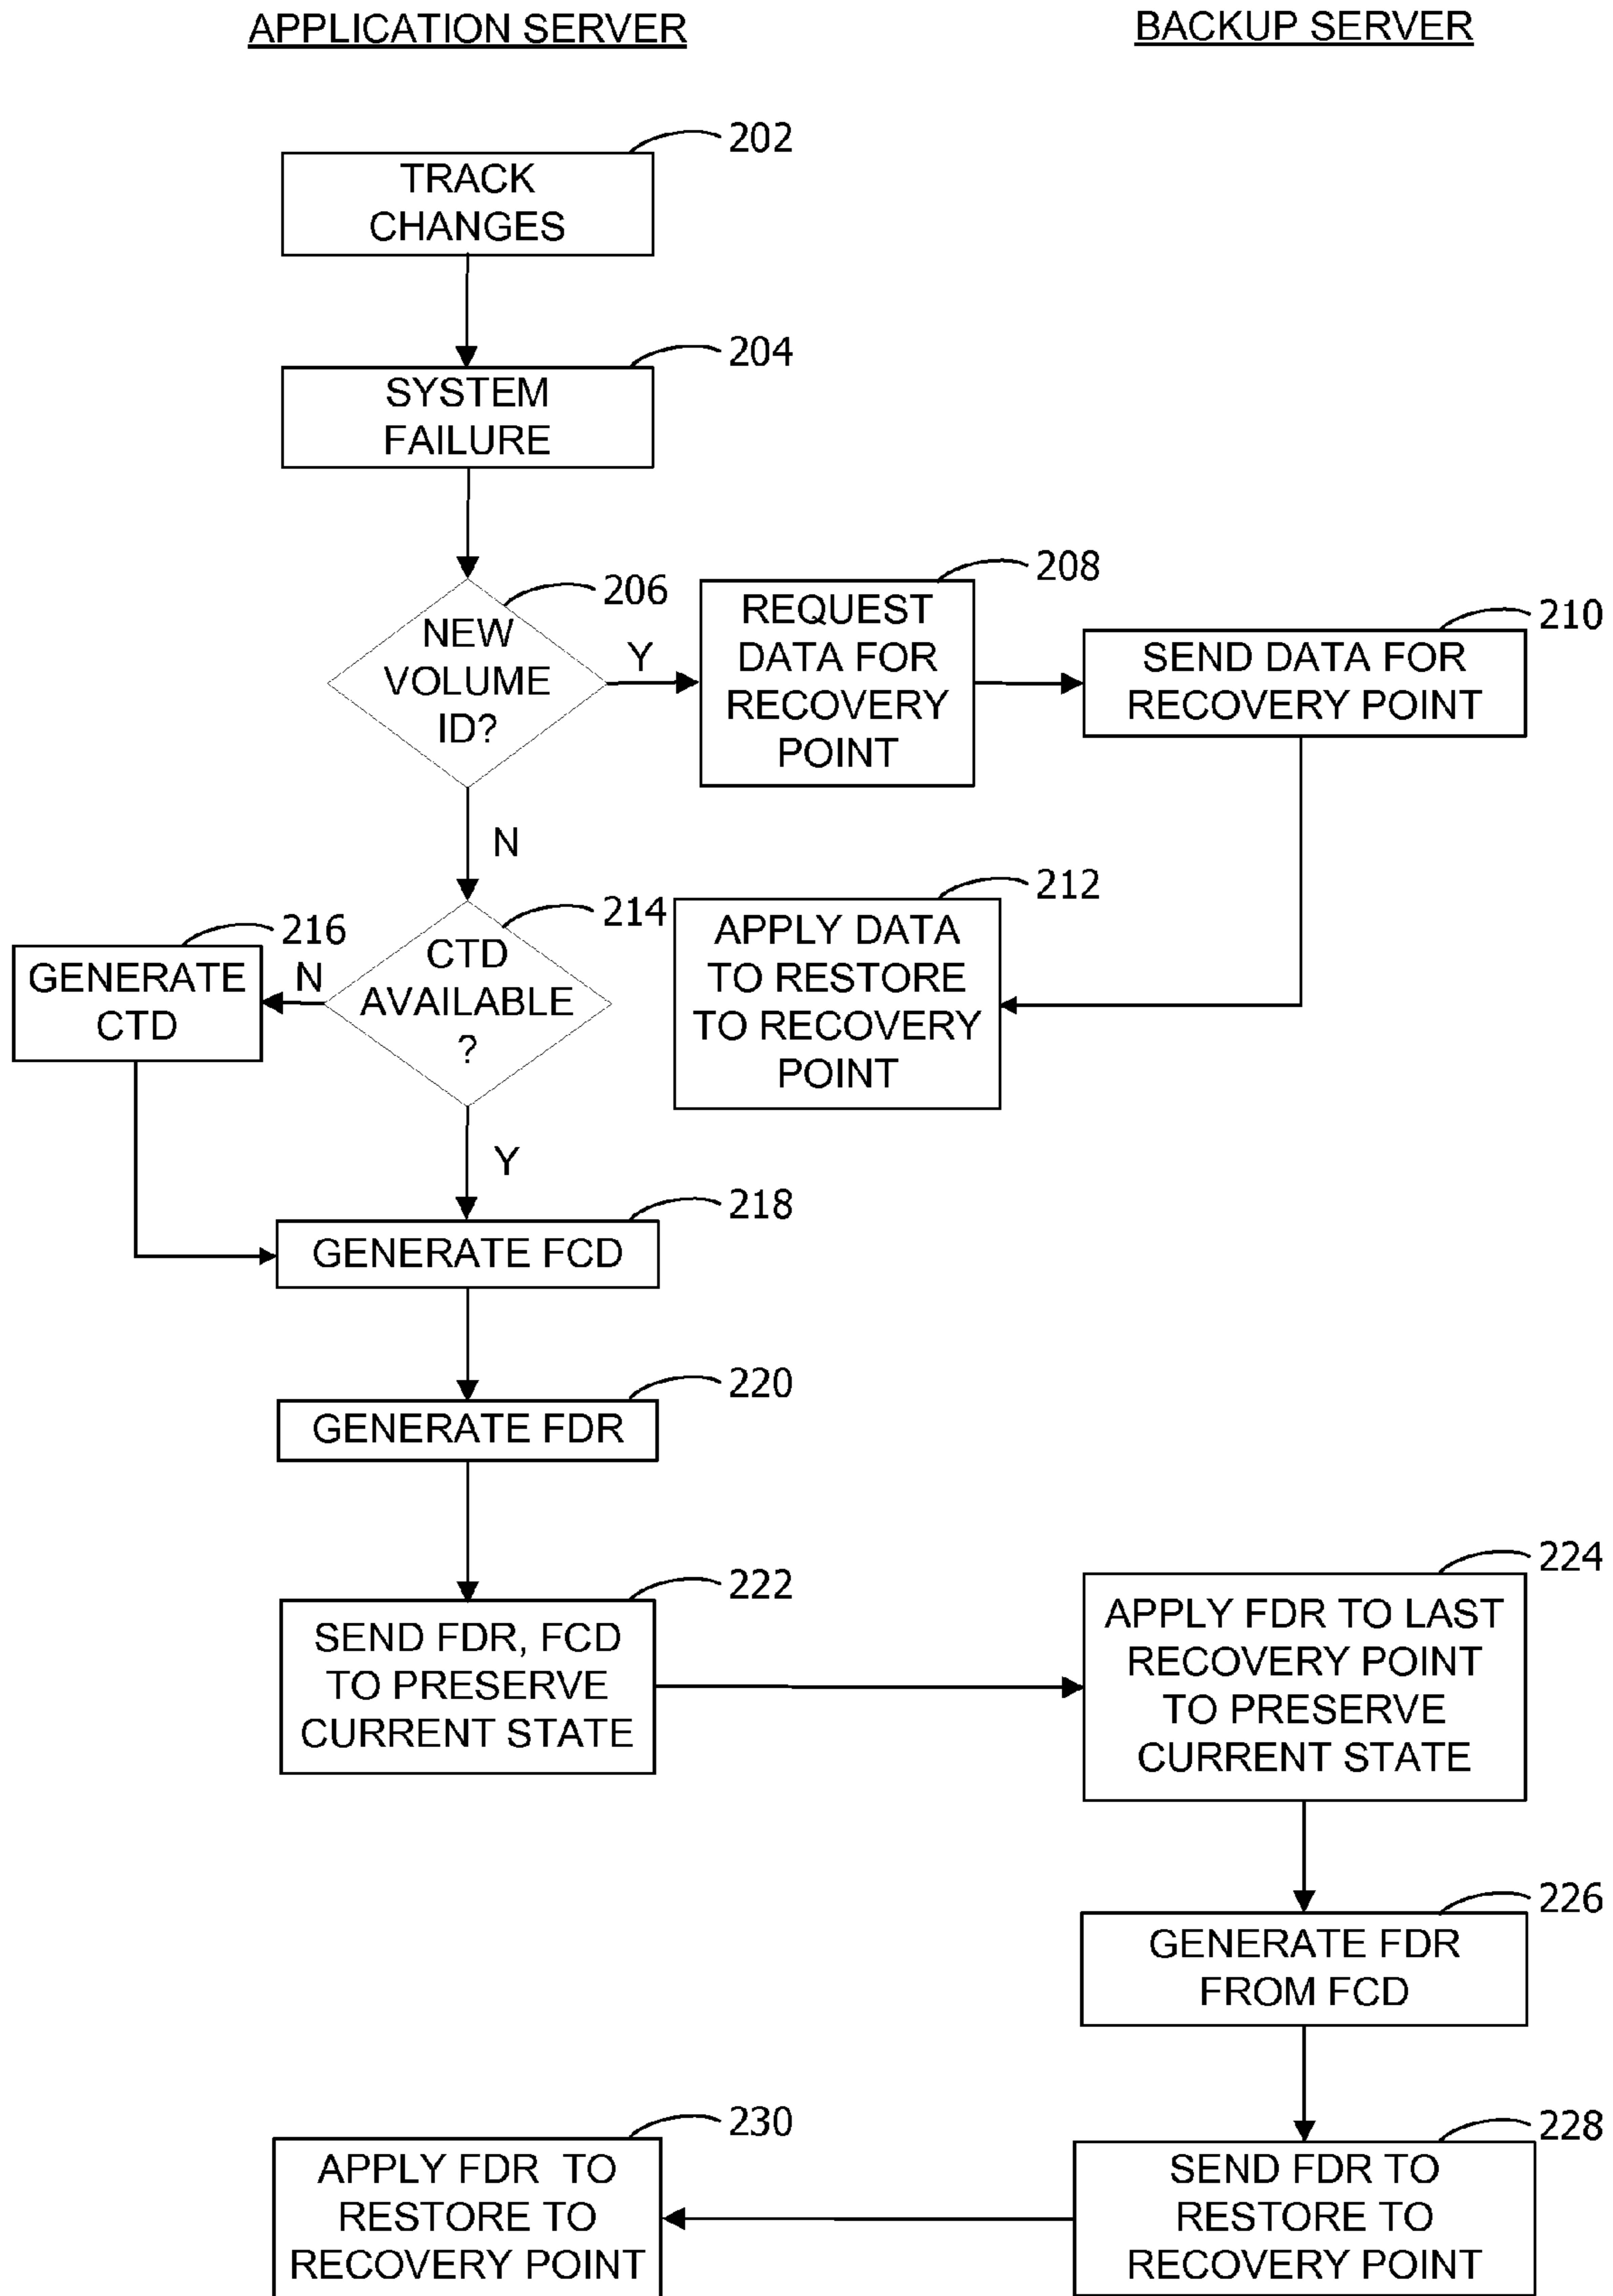 APPLICATION SERVER
BACKUP SERVER
202
TRACK
CHANGES
204
SYSTEM
FAILURE
206
NEW
VOLUME
ID?
Y
208
REQUEST
DATA FOR
RECOVERY
POINT
210
SEND DATA FOR
RECOVERY POINT
N
212
APPLY DATA
TO RESTORE
TO RECOVERY
POINT
214
CTD
AVAILABLE
?
N
216
GENERATE
CTD
Y
218
GENERATE FCD
220
GENERATE FDR
222
SEND FDR, FCD
TO PRESERVE
CURRENT STATE
224
APPLY FDR TO LAST
RECOVERY POINT
TO PRESERVE
CURRENT STATE
226
GENERATE FDR
FROM FCD
228
SEND FDR TO
RESTORE TO
RECOVERY POINT
230
APPLY FDR TO
RESTORE TO
RECOVERY POINT